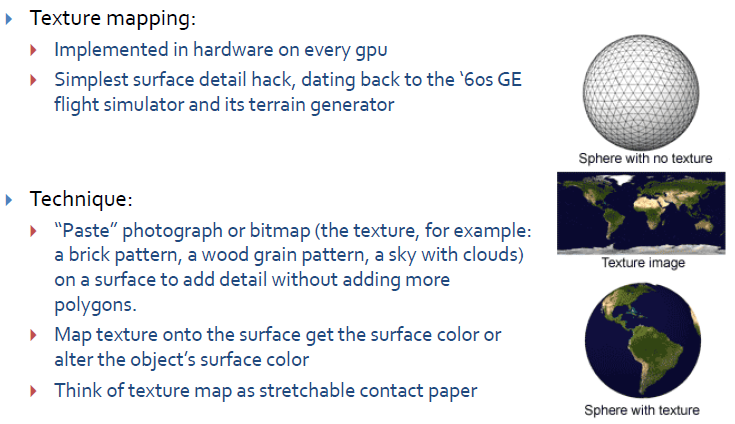 Texture mapping:
Implemented in hardware on every gpu
Simplest surface detail hack, dating back to the ‘60s GE
flight simulator and its terrain generator
Sphere with no texture
Technique:
“Paste” photograph or bitmap (the texture, for example:
a brick pattern, a wood grain pattern, a sky with clouds)
on a surface to add detail without adding more
polygons.
Map texture onto the surface get the surface color or
alter the object’s surface color
Think of texture map as stretchable contact paper
Texture image
Sphere with texture